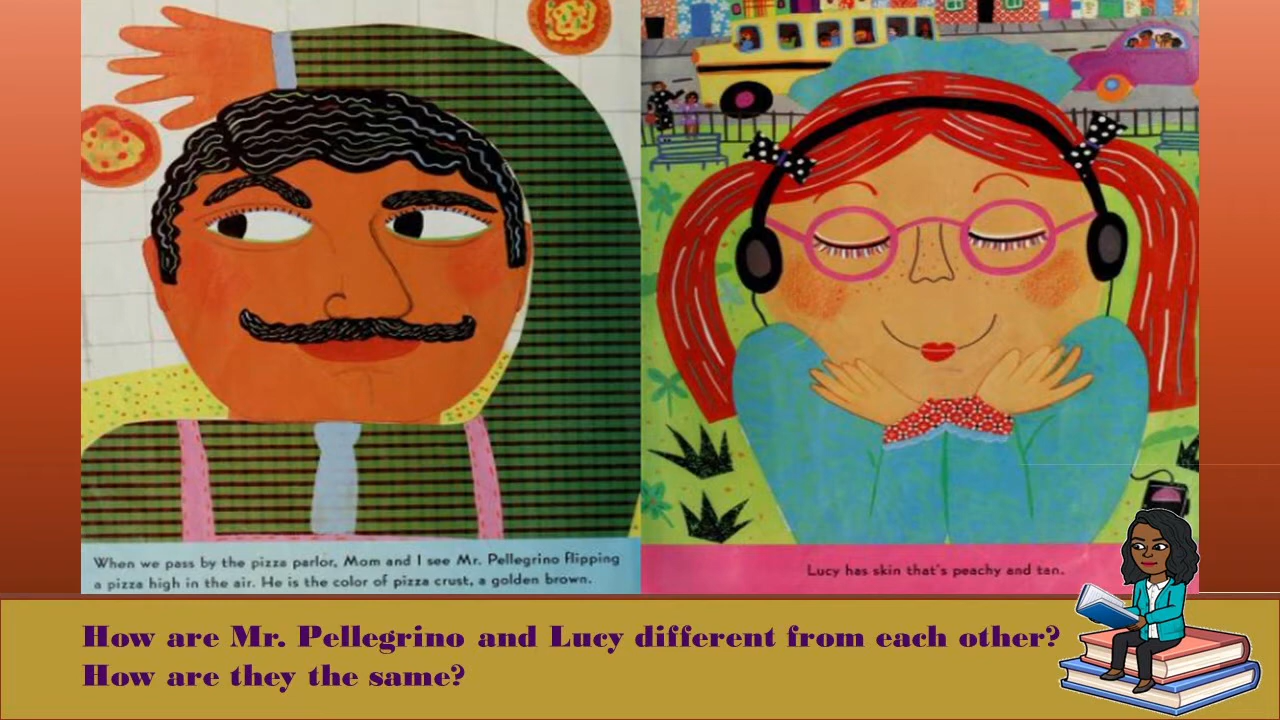 When we pass by the pizza parlor, Mom and I see Mr. Pellegrino flipping
a pizza high in the air. He is the color of pizza crust, a golden brown.
Lucy has skin that's peachy and tan.
How are Mr. Pellegrino and Lucy different from each other?
How are they the same?